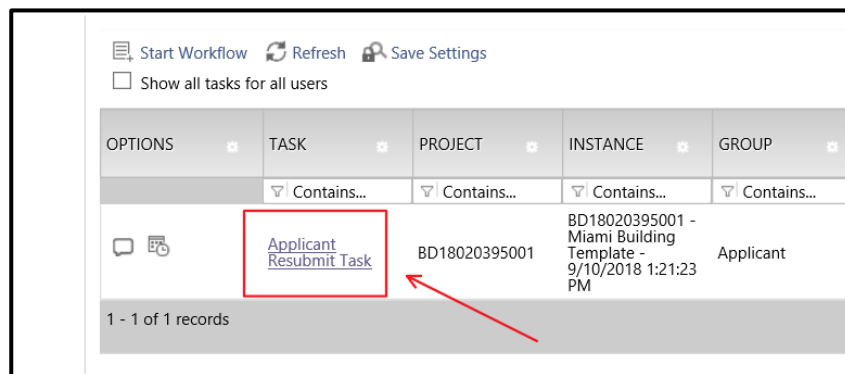 Start Workflow Refresh Save Settings
Show all tasks for all users
OPTIONS TASK PROJECT INSTANCE GROUP
Contains... Contains... Contains... Contains...
Applicant
Resubmit Task
BD18020395001
BD18020395001 -
Miami Building
Template -
9/10/2018 1:21:23
PM
Applicant
1 - 1 of 1 records